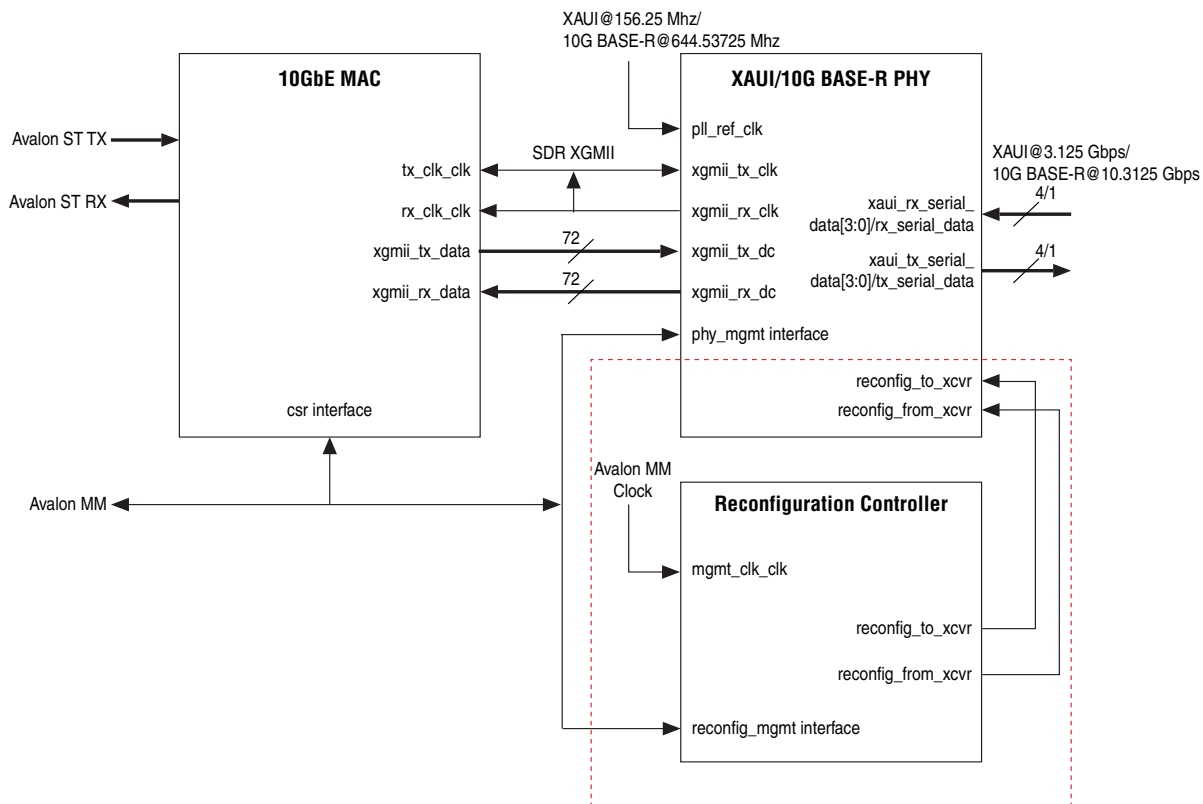 XAUI@156.25 Mhz/
10G BASE-R@644.53725 Mhz
10GbE MAC
XAUI/10G BASE-R PHY
Avalon ST TX
Avalon ST RX
tx_clk_clk
rx_clk_clk
xgmii_tx_data
xgmii_rx_data
csr interface
SDR XGMII
72
72
pll_ref_clk
xgmii_tx_clk
xgmii_rx_clk
xgmii_tx_dc
xgmii_rx_dc
phy_mgmt interface
XAUI@3.125 Gbps/
10G BASE-R@10.3125 Gbps
xaui_rx_serial_
data[3:0]/rx_serial_data
4/1
xaui_tx_serial_
data[3:0]/tx_serial_data
4/1
reconfig_to_xcvr
reconfig_from_xcvr
Avalon MM
Avalon MM
Clock
Reconfiguration Controller
mgmt_clk_clk
reconfig_to_xcvr
reconfig_from_xcvr
reconfig_mgmt interface